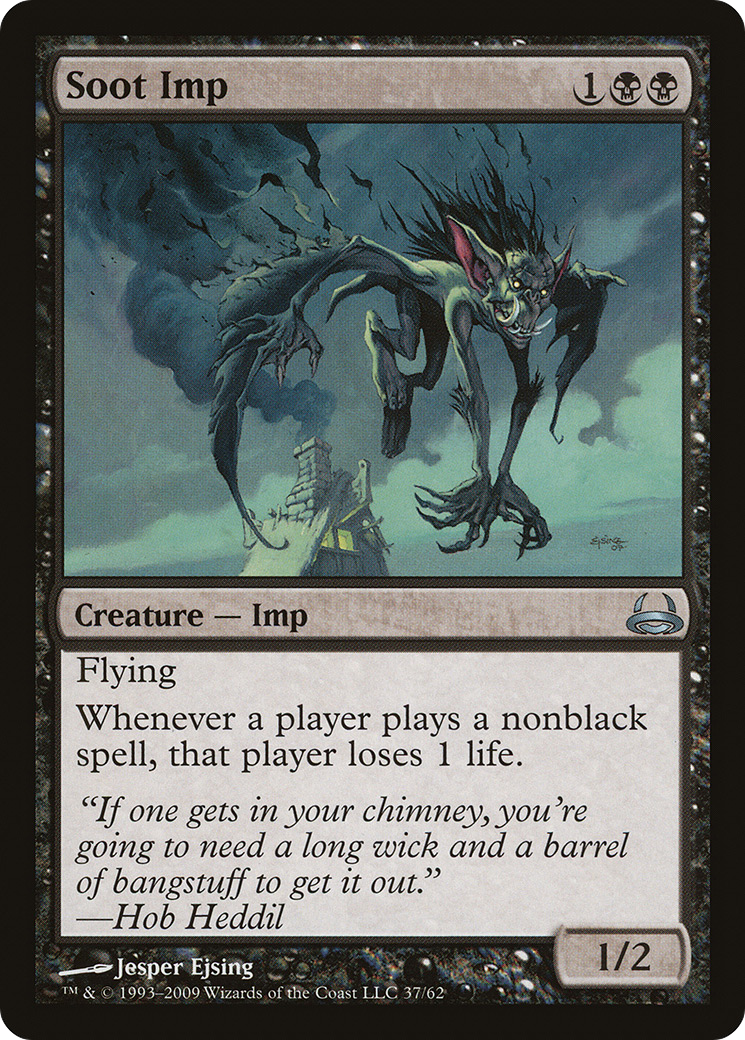 Soot Imp 1
EJSING
Creature — Imp
Flying
Whenever a player plays a nonblack
spell, that player loses 1 life.
“If one gets in your chimney, you’re
going to need a long wick and a barrel
of bangstuff to get it out.”
—Hob Heddil
1/2
Jesper Ejsing
™ & © 1993–2009 Wizards of the Coast LLC 37/62